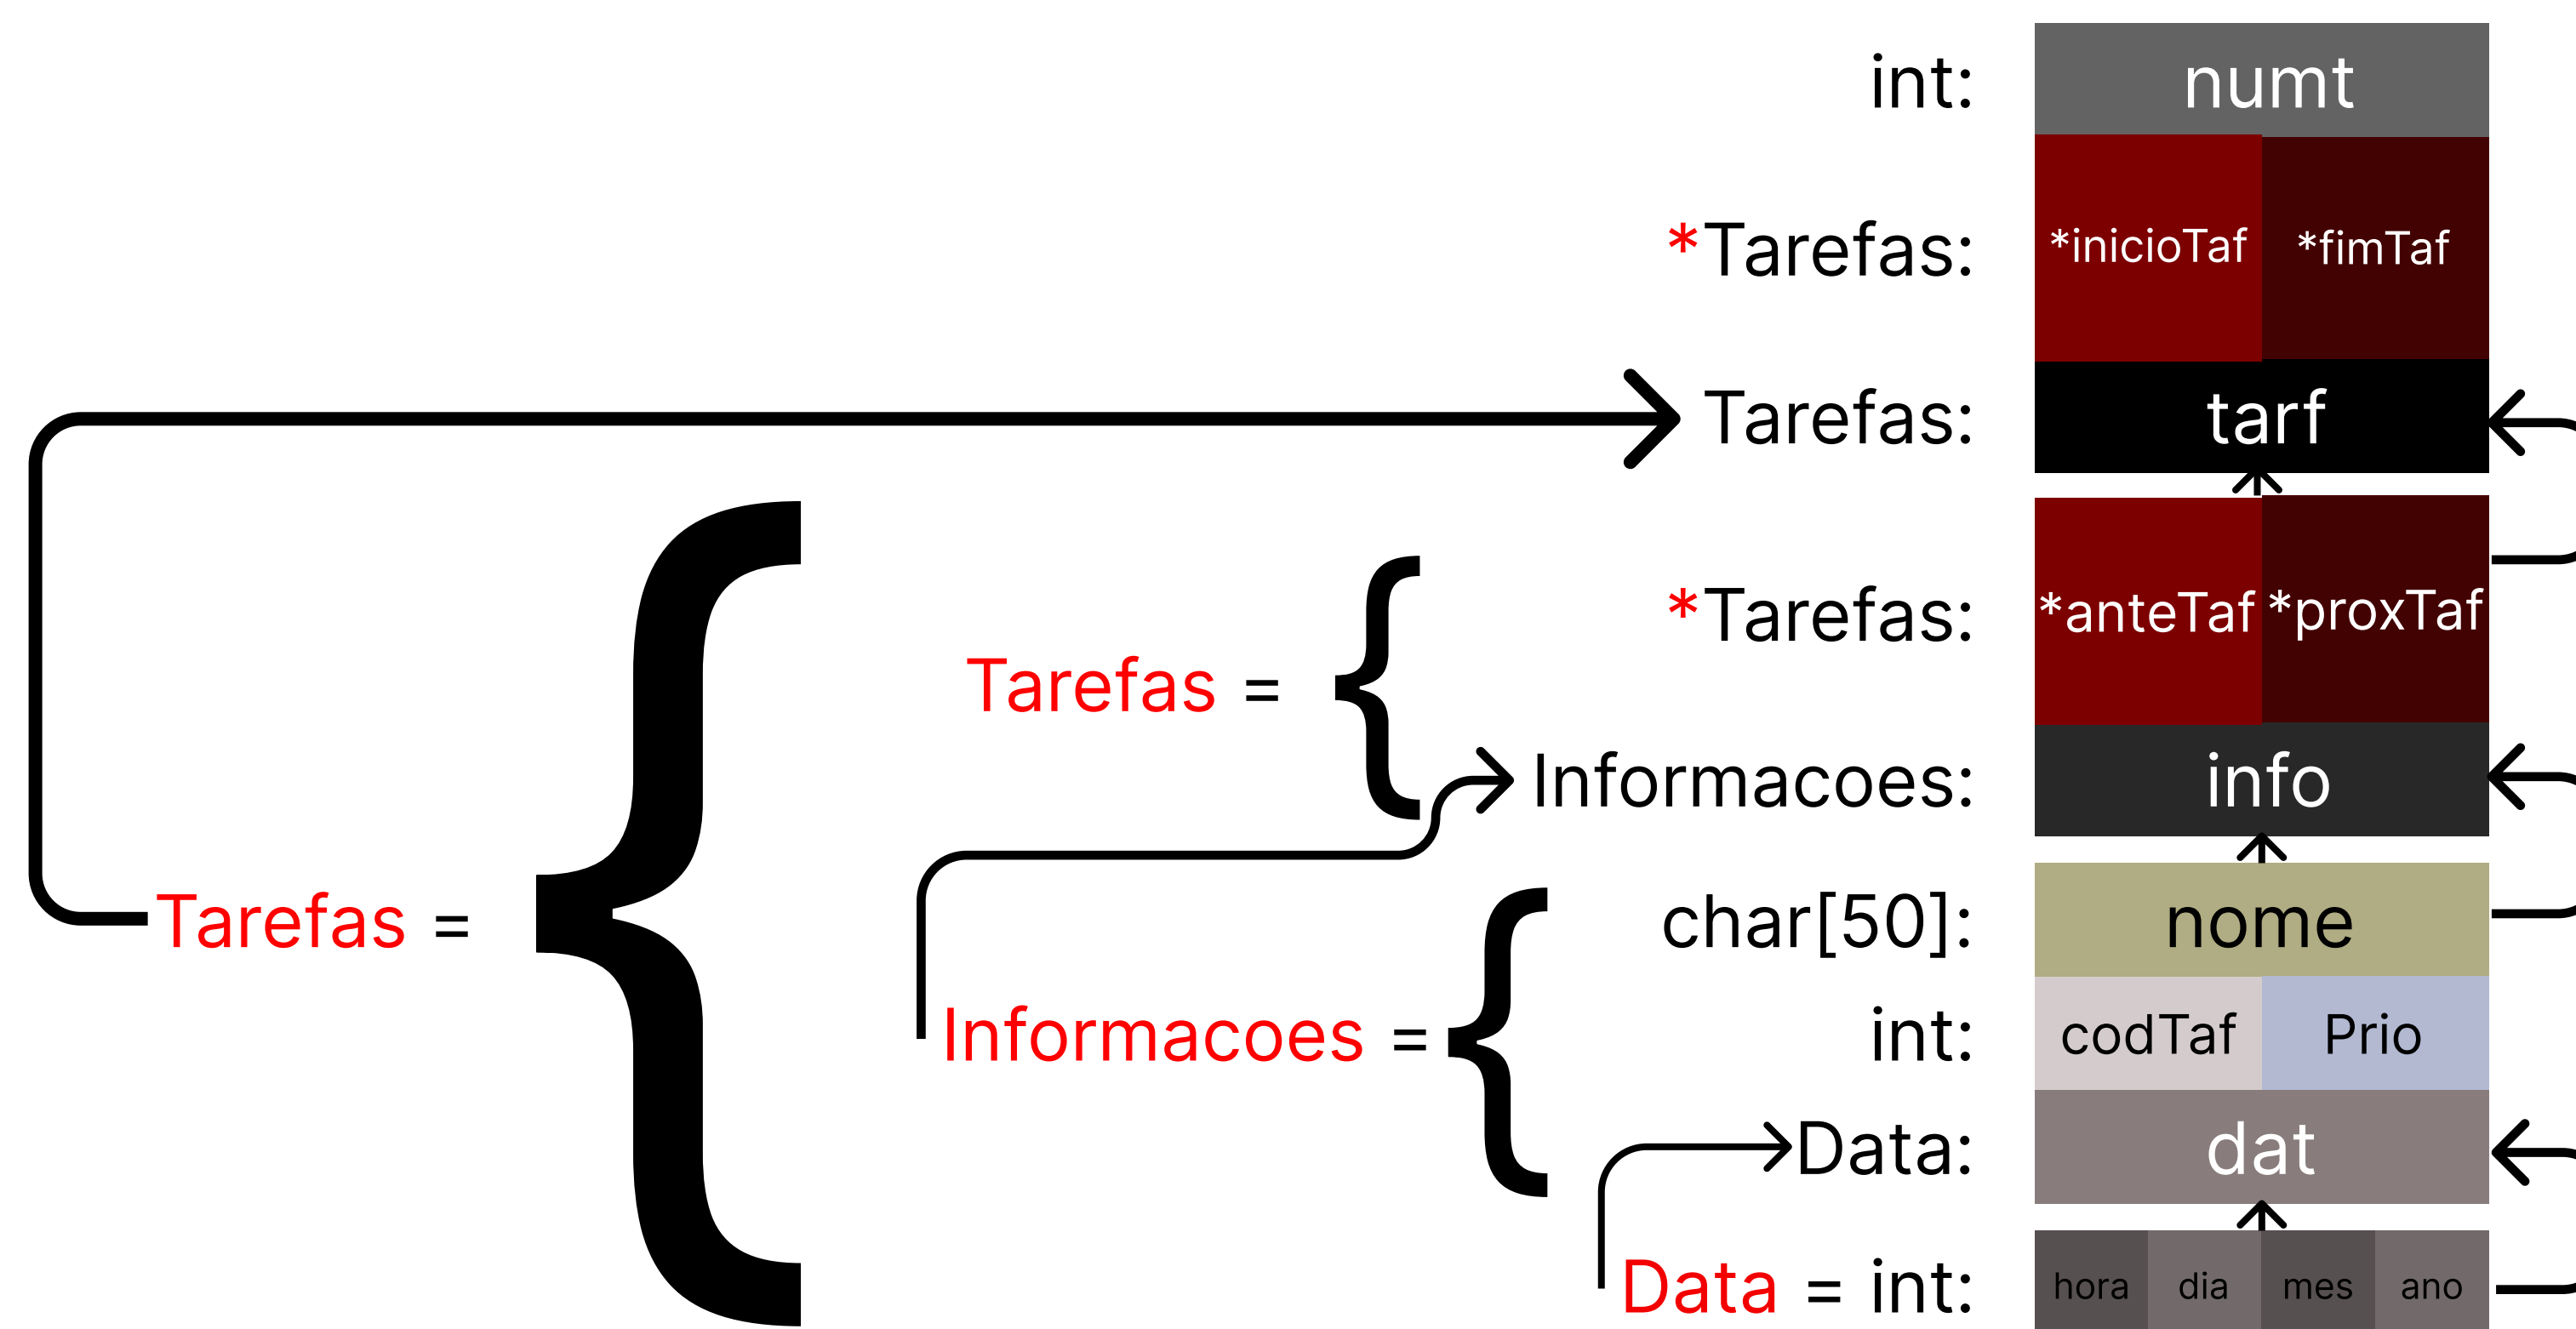 int: numt
*Tarefas: *inicioTaf *fimTaf
Tarefas: tarf
*Tarefas: *anteTaf *proxTaf
Tarefas = {
Informacoes: info
Tarefas = {
char[50]: nome
Informacoes = {
int: codTaf Prio
Data: dat
Data = int: hora dia mes ano